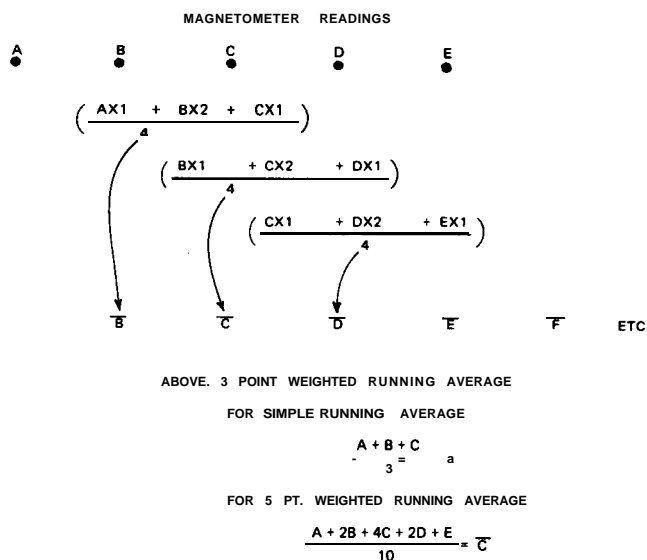 MAGNETOMETER READINGS
A B C D E
( AX1 + BX2 + CX1 )
4
( BX1 + CX2 + DX1 )
4
( CX1 + DX2 + EX1 )
4
B̅ C̅ D̅ E̅ F̅ ETC
ABOVE. 3 POINT WEIGHTED RUNNING AVERAGE
FOR SIMPLE RUNNING AVERAGE
A + B + C
- 3 = a
FOR 5 PT. WEIGHTED RUNNING AVERAGE
A + 2B + 4C + 2D + E
10 = C̅